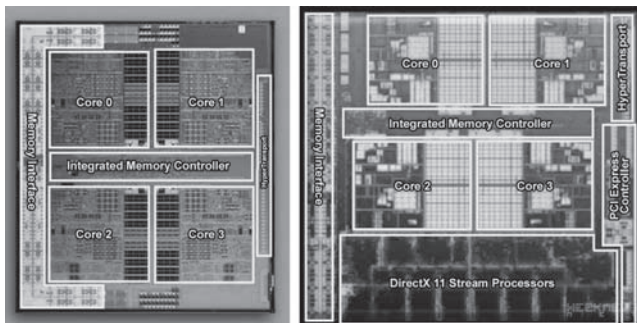 Core 0
Core 1
Memory Interface
Integrated Memory Controller
HyperTransport
Core 2
Core 3
Core 0
Core 1
HyperTransport
Memory Interface
Integrated Memory Controller
Core 2
Core 3
PCI Express
Controller
DirectX 11 Stream Processors